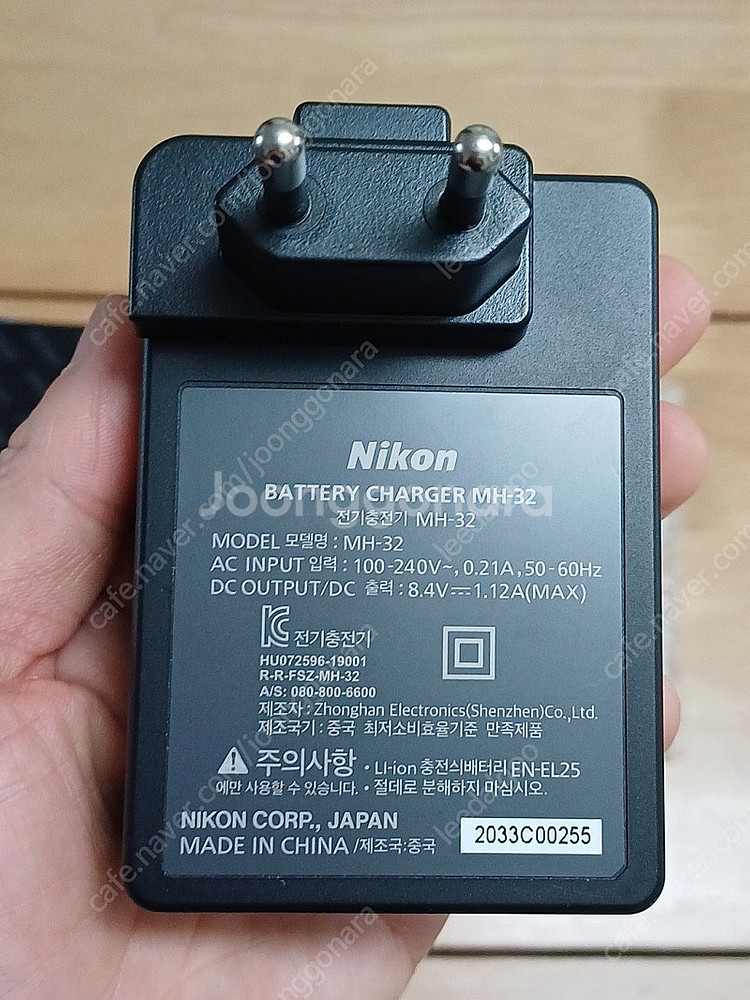 Nikon
BATTERY CHARGER MH-32
전기충전기 MH-32
MODEL 모델명 : MH-32
AC INPUT 입력 : 100-240V~, 0.21A, 50-60Hz
DC OUTPUT/DC 출력 : 8.4V⎓1.12A(MAX)
전기충전기
HU072596-19001
R-R-FSZ-MH-32
A/S: 080-800-6600
제조자 : Zhonghan Electronics(Shenzhen)Co.,Ltd.
제조국기 : 중국 최저소비효율기준 만족제품
주의사항 • Li-ion 충전식배터리 EN-EL25
에만 사용할 수 있습니다. • 절대로 분해하지 마십시오.
NIKON CORP., JAPAN
MADE IN CHINA /제조국:중국
2033C00255
Joonggonara
cafe.naver.com/joonggonara